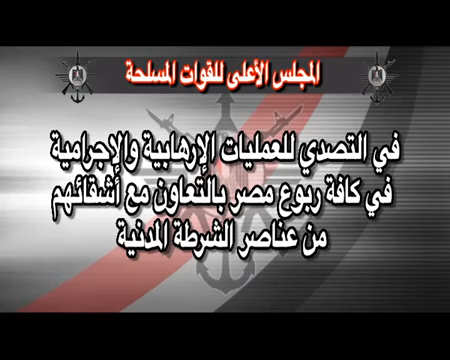 المجلس الأعلى للقوات المسلحة
في التصدي للعمليات الإرهابية والإجرامية
في كافة ربوع مصر بالتعاون مع أشقائهم
من عناصر الشرطة المدنية